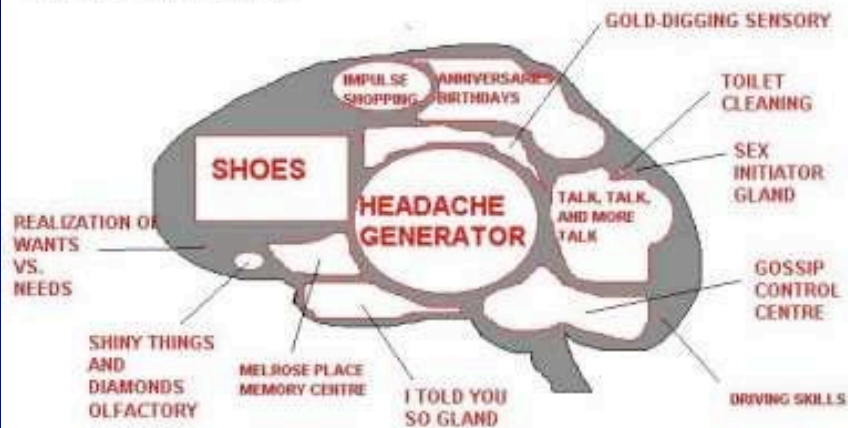 GOLD-DIGGING SENSORY
IMPULSE
SHOPPING
ANNIVERSARIES
BIRTHDAYS
TOILET
CLEANING
SEX
INITIATOR
GLAND
SHOES
HEADACHE
GENERATOR
TALK, TALK,
AND MORE
TALK
REALIZATION OF
WANTS
VS.
NEEDS
GOSSIP
CONTROL
CENTRE
SHINY THINGS
AND
DIAMONDS
OLFACTORY
MELROSE PLACE
MEMORY CENTRE
I TOLD YOU
SO GLAND
DRIVING SKILLS